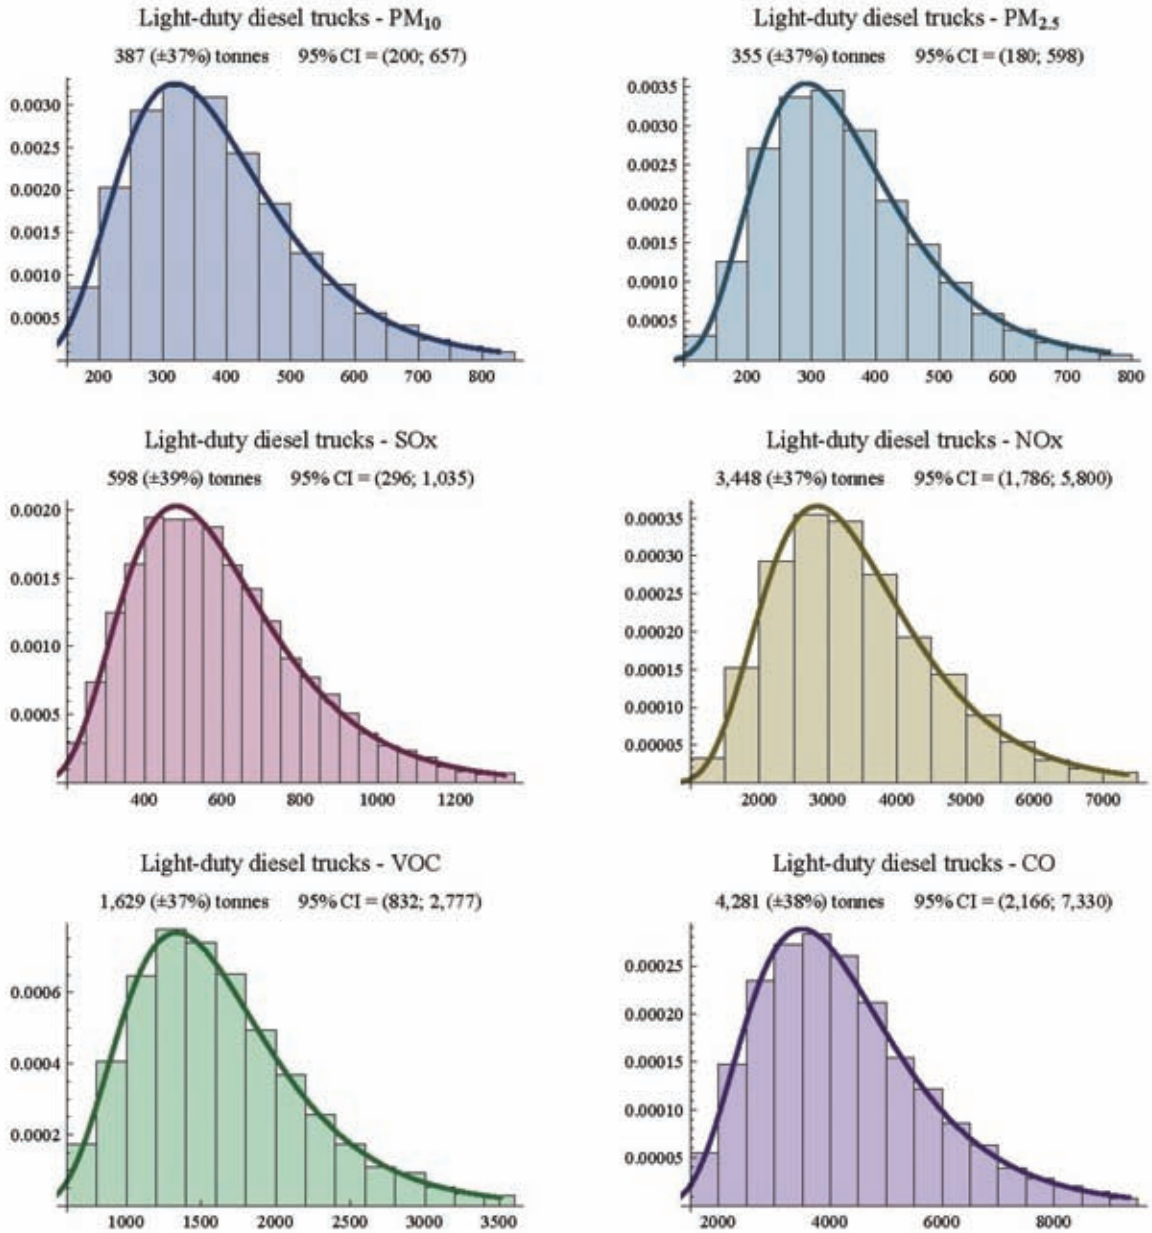 Light-duty diesel trucks - PM10
387 (±37%) tonnes 95% CI = (200; 657)
0.0030
0.0025
0.0020
0.0015
0.0010
0.0005
200 300 400 500 600 700 800
Light-duty diesel trucks - PM2.5
355 (±37%) tonnes 95% CI = (180; 598)
0.0035
0.0030
0.0025
0.0020
0.0015
0.0010
0.0005
200 300 400 500 600 700 800
Light-duty diesel trucks - SOx
598 (±39%) tonnes 95% CI = (296; 1,035)
0.0020
0.0015
0.0010
0.0005
400 600 800 1000 1200
Light-duty diesel trucks - NOx
3,448 (±37%) tonnes 95% CI = (1,786; 5,800)
0.00035
0.00030
0.00025
0.00020
0.00015
0.00010
0.00005
2000 3000 4000 5000 6000 7000
Light-duty diesel trucks - VOC
1,629 (±37%) tonnes 95% CI = (832; 2,777)
0.0006
0.0004
0.0002
1000 1500 2000 2500 3000 3500
Light-duty diesel trucks - CO
4,281 (±38%) tonnes 95% CI = (2,166; 7,330)
0.00025
0.00020
0.00015
0.00010
0.00005
2000 4000 6000 8000